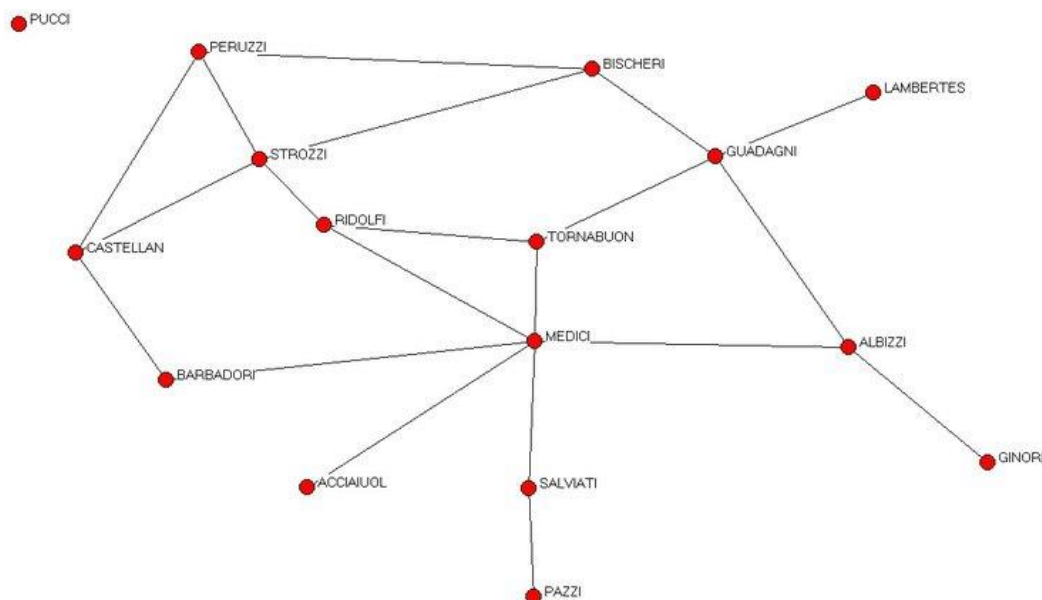 PUCCI
PERUZZI
BISCHERI
LAMBERTES
STROZZI
GUADAGNI
RIDOLFI
TORNABUON
CASTELLAN
MEDICI
ALBIZZI
BARBADORI
GINORI
ACCIAIUOL
SALVIATI
PAZZI